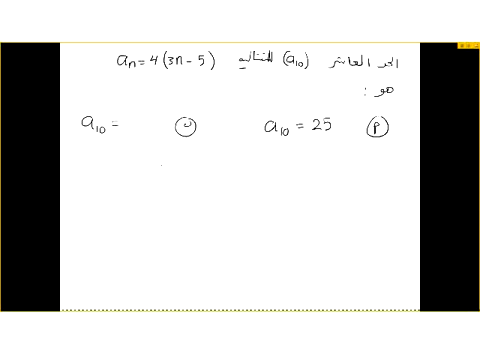 الحد العاشر (a₁₀) للمتتالية aₙ = 4(3n - 5)
هو :
أ a₁₀ = 25 ب a₁₀ =